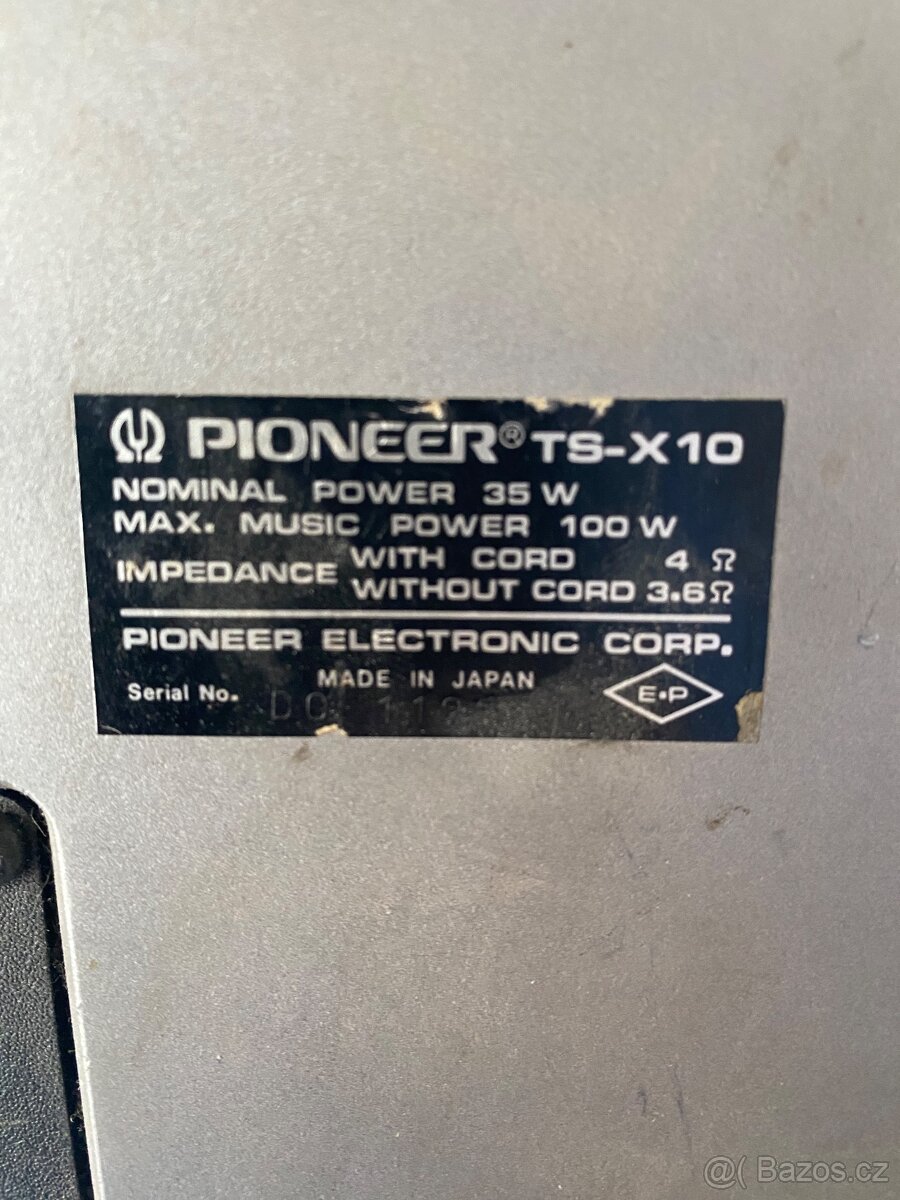 PIONEER® TS-X10
NOMINAL POWER 35 W
MAX. MUSIC POWER 100 W
IMPEDANCE WITH CORD 4 Ω
WITHOUT CORD 3.6 Ω
PIONEER ELECTRONIC CORP.
MADE IN JAPAN
Serial No.
E•P
@( Bazos.cz